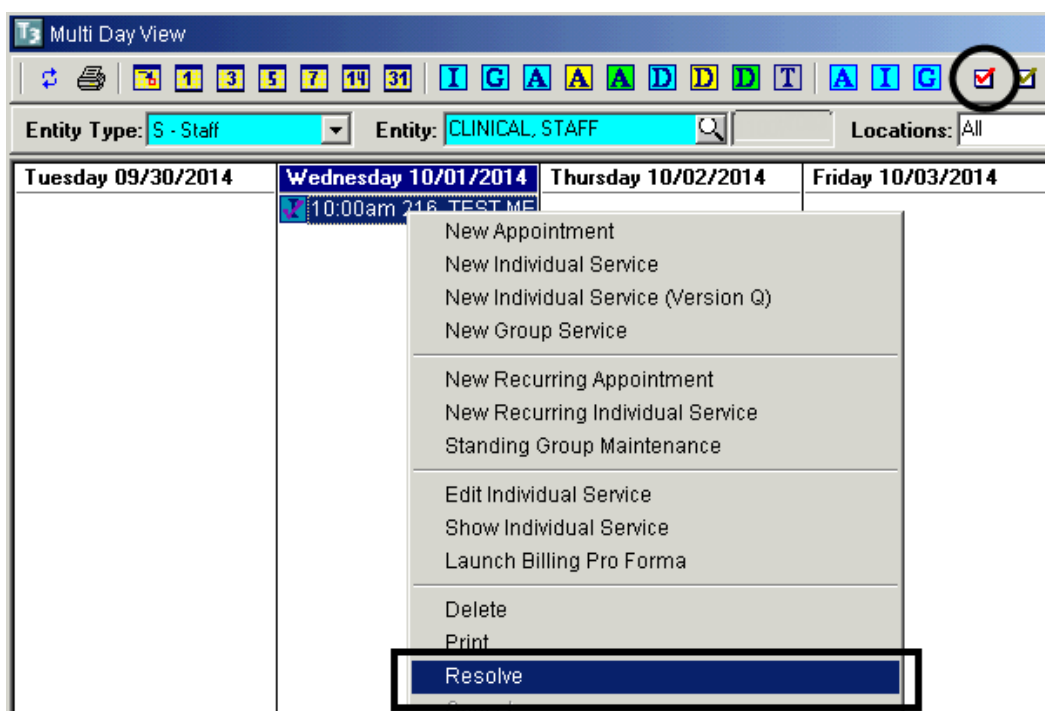 T3 Multi Day View
1 3 5 7 14 31 I G A A A D D D T A I G
Entity Type: S - Staff Entity: CLINICAL, STAFF Locations: All
Tuesday 09/30/2014 Wednesday 10/01/2014 Thursday 10/02/2014 Friday 10/03/2014
10:00am 216 TEST ME
New Appointment
New Individual Service
New Individual Service (Version Q)
New Group Service
New Recurring Appointment
New Recurring Individual Service
Standing Group Maintenance
Edit Individual Service
Show Individual Service
Launch Billing Pro Forma
Delete
Print
Resolve